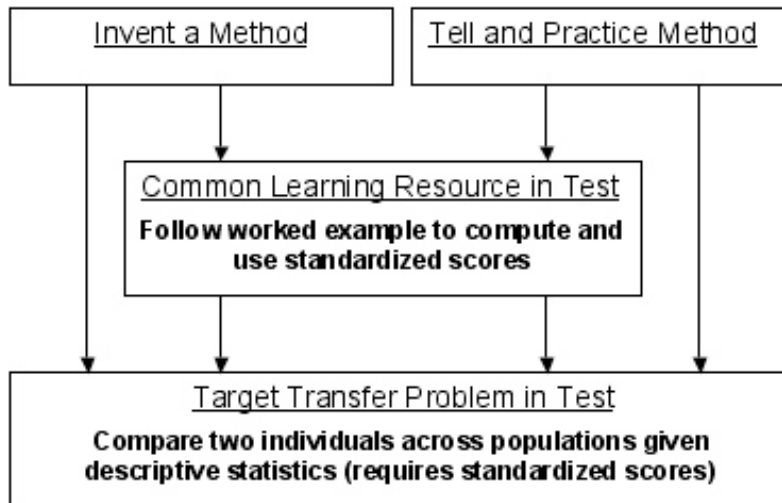 Invent a Method
Tell and Practice Method
Common Learning Resource in Test
Follow worked example to compute and
use standardized scores
Target Transfer Problem in Test
Compare two individuals across populations given
descriptive statistics (requires standardized scores)